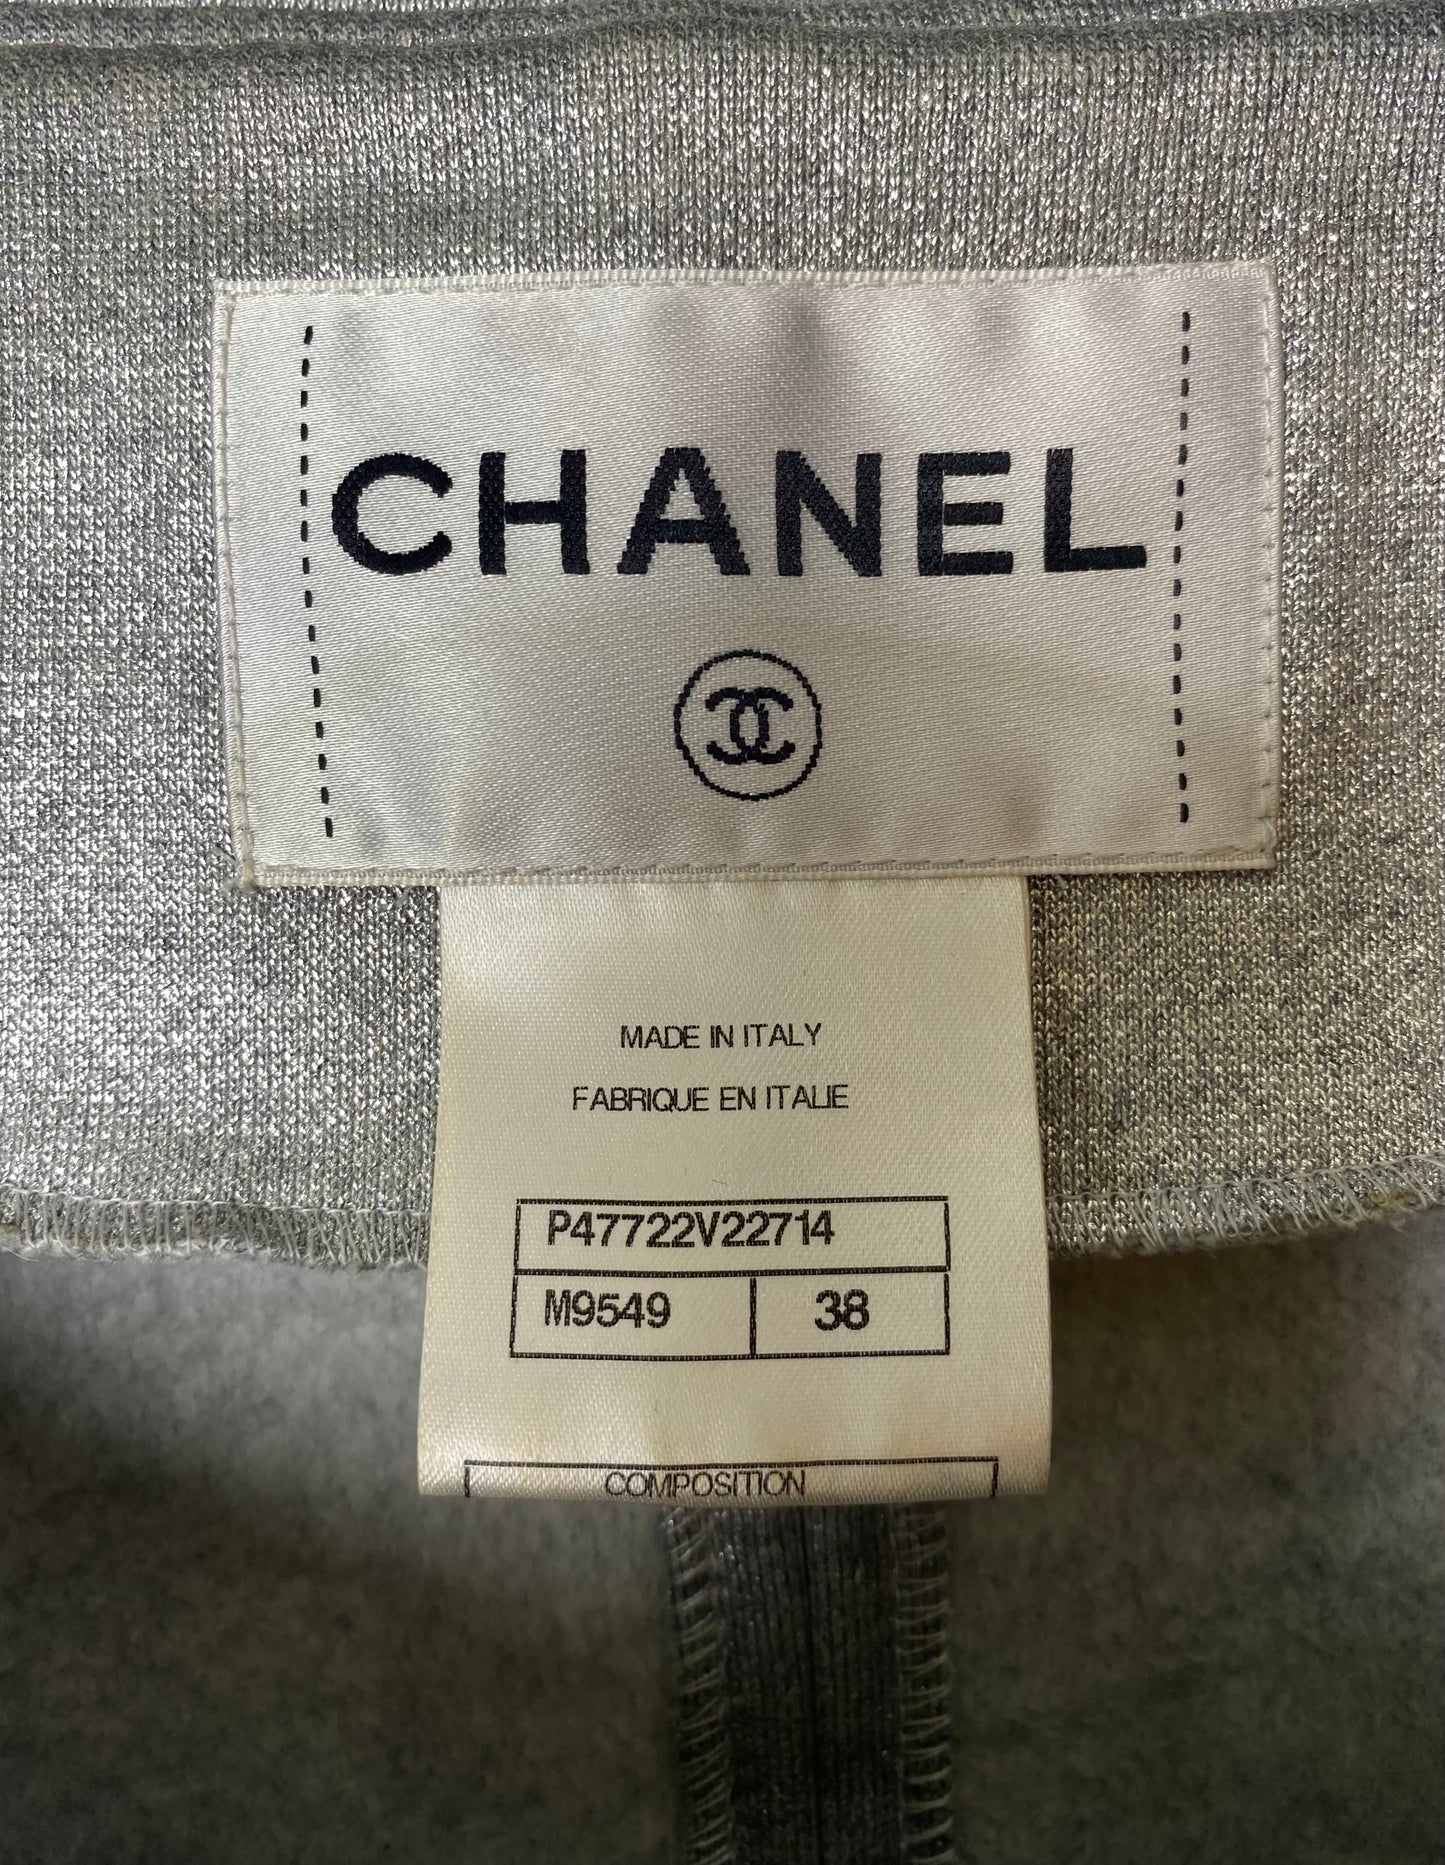 CHANEL
MADE IN ITALY
FABRIQUE EN ITALIE
P47722V22714
M9549 38
COMPOSITION